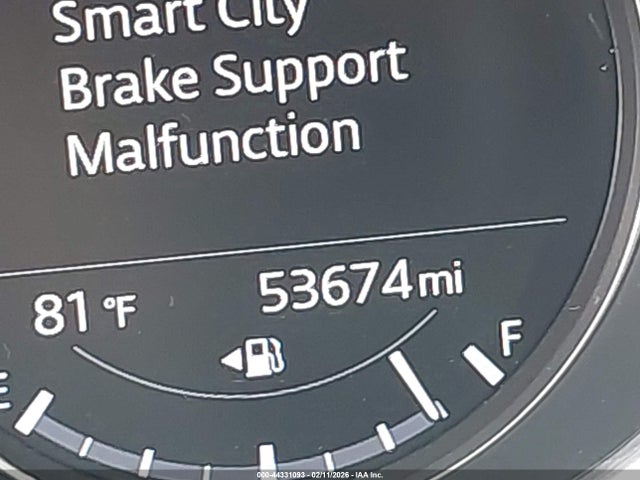 Smart City
Brake Support
Malfunction
81 °F
53674 mi
E
F
000-44331093 - 02/11/2026 - IAA Inc.